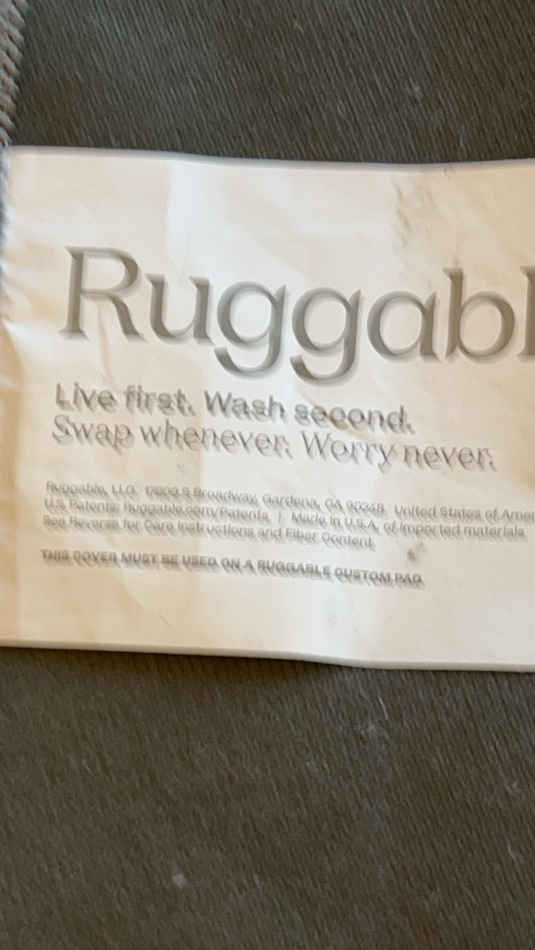 Ruggabl
Live first. Wash second.
Swap whenever. Worry never.
Ruggable, LLC. S Broadway, Gardena, CA 90248. United States of Amer
U.S. Patents: Ruggable.com/Patents | Made in U.S.A. of imported materials.
See Reverse for Care Instructions and Fiber Content.
THIS COVER MUST BE USED ON A RUGGABLE CUSTOM PAD.